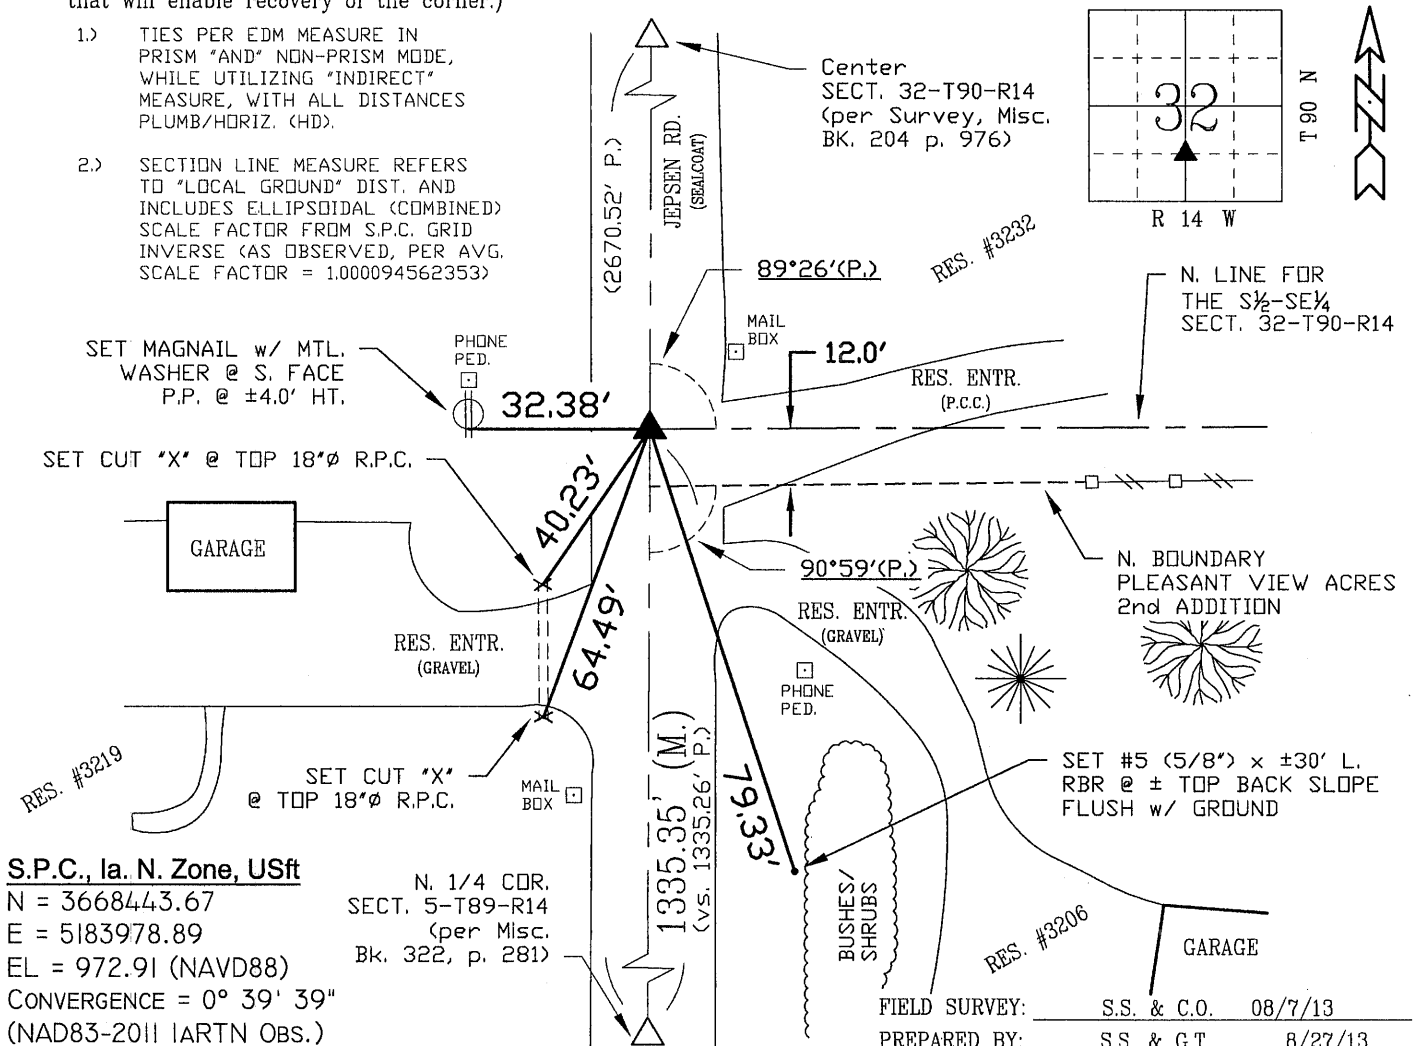 that will enable recovery of the corner.)
1.) TIES PER EDM MEASURE IN
PRISM "AND" NON-PRISM MODE,
WHILE UTILIZING "INDIRECT"
MEASURE, WITH ALL DISTANCES
PLUMB/HORIZ. (HD).
2.) SECTION LINE MEASURE REFERS
TO "LOCAL GROUND" DIST. AND
INCLUDES ELLIPSOIDAL (COMBINED)
SCALE FACTOR FROM S.P.C. GRID
INVERSE (AS OBSERVED, PER AVG.
SCALE FACTOR = 1.000094562353)
Center
SECT. 32-T90-R14
(per Survey, Misc.
BK. 204 p. 976)
32
T 90 N
R 14 W
N
(2670.52' P.)
JEPSEN RD.
(SEALCOAT)
89°26'(P.)
RES. #3232
N. LINE FOR
THE S½-SE¼
SECT. 32-T90-R14
SET MAGNAIL w/ MTL.
WASHER @ S. FACE
P.P. @ ±4.0' HT.
PHONE
PED.
MAIL
BOX
12.0'
RES. ENTR.
(P.C.C.)
32.38'
SET CUT "X" @ TOP 18"Ø R.P.C.
40.23'
GARAGE
64.49'
90°59'(P.)
N. BOUNDARY
PLEASANT VIEW ACRES
2nd ADDITION
RES. ENTR.
(GRAVEL)
RES. ENTR.
(GRAVEL)
PHONE
PED.
RES. #3219
SET CUT "X"
@ TOP 18"Ø R.P.C.
MAIL
BOX
1335.35' (M.)
(vs. 1335.26' P.)
79.33'
SET #5 (5/8") x ±30' L.
RBR @ ± TOP BACK SLOPE
FLUSH w/ GROUND
BUSHES/
SHRUBS
RES. #3206
GARAGE
S.P.C., Ia. N. Zone, USft
N = 3668443.67
E = 5183978.89
EL = 972.91 (NAVD88)
CONVERGENCE = 0° 39' 39"
(NAD83-2011 IARTN OBS.)
N. 1/4 COR.
SECT. 5-T89-R14
(per Misc.
Bk. 322, p. 281)
FIELD SURVEY: S.S. & C.O. 08/7/13
PREPARED BY: S.S. & G.T. 8/27/13